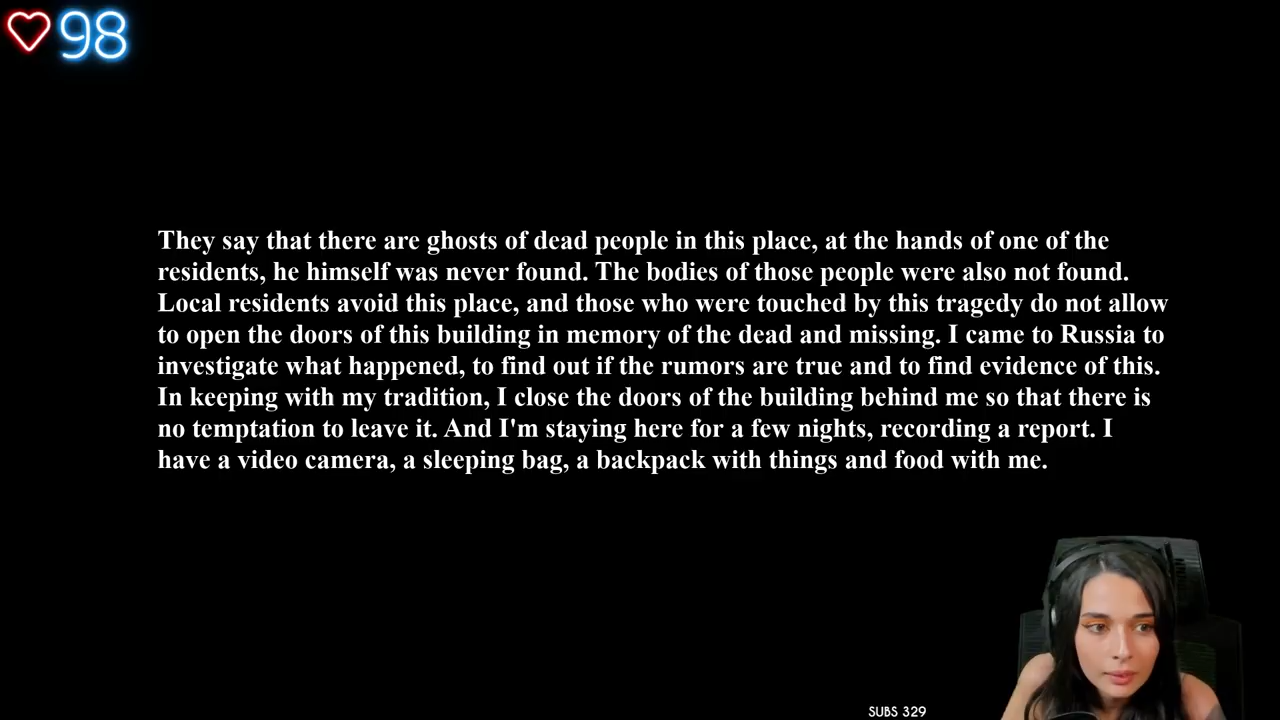 98
They say that there are ghosts of dead people in this place, at the hands of one of the
residents, he himself was never found. The bodies of those people were also not found.
Local residents avoid this place, and those who were touched by this tragedy do not allow
to open the doors of this building in memory of the dead and missing. I came to Russia to
investigate what happened, to find out if the rumors are true and to find evidence of this.
In keeping with my tradition, I close the doors of the building behind me so that there is
no temptation to leave it. And I'm staying here for a few nights, recording a report. I
have a video camera, a sleeping bag, a backpack with things and food with me.
SUBS 329